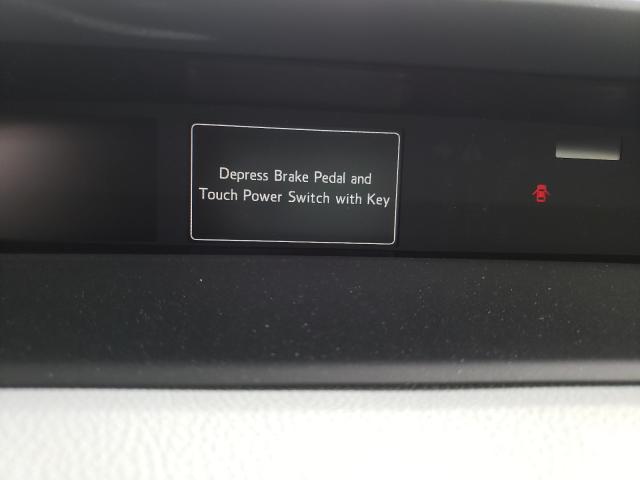 Depress Brake Pedal and
Touch Power Switch with Key